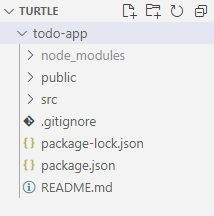 TURTLE
todo-app
node_modules
public
src
.gitignore
package-lock.json
package.json
README.md